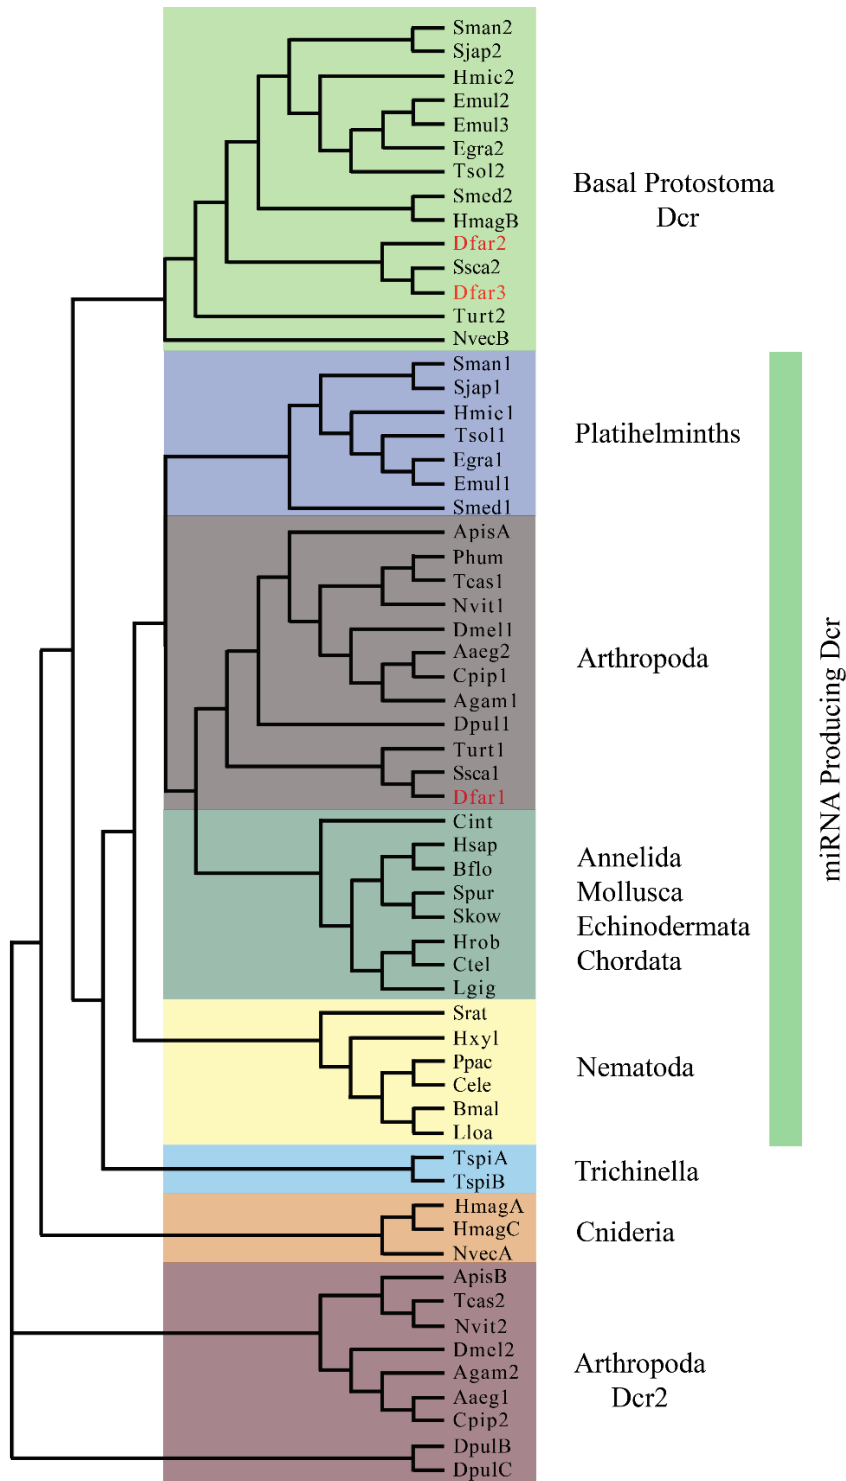 Sman2
Sjap2
Hmic2
Emul2
Emul3
Egra2
Tsol2
Smed2
HmagB
Dfar2
Ssca2
Dfar3
Turt2
NvecB
Basal Protostoma
Dcr
Sman1
Sjap1
Hmic1
Tsol1
Egra1
Emul1
Smed1
Platihelminths
ApisA
Phum
Tcas1
Nvit1
Dmel1
Aaeg2
Cpip1
Agam1
Dpul1
Turt1
Ssca1
Dfar1
Arthropoda
Cint
Hsap
Bflo
Spur
Skow
Hrob
Ctel
Lgig
Annelida
Mollusca
Echinodermata
Chordata
Srat
Hxyl
Ppac
Cele
Bmal
Lloa
Nematoda
miRNA Producing Dcr
TspiA
TspiB
Trichinella
HmagA
HmagC
NvecA
Cnideria
ApisB
Tcas2
Nvit2
Dmel2
Agam2
Aaeg1
Cpip2
DpulB
DpulC
Arthropoda
Dcr2